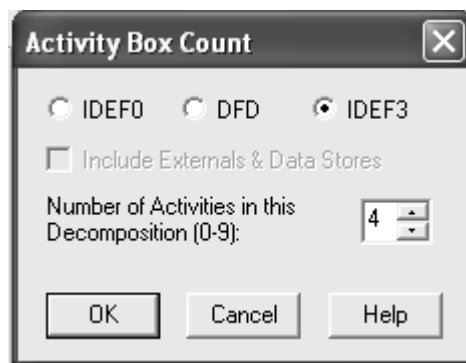 Activity Box Count
IDEF0 DFD IDEF3
Include Externals & Data Stores
Number of Activities in this
Decomposition (0-9):
4
OK Cancel Help